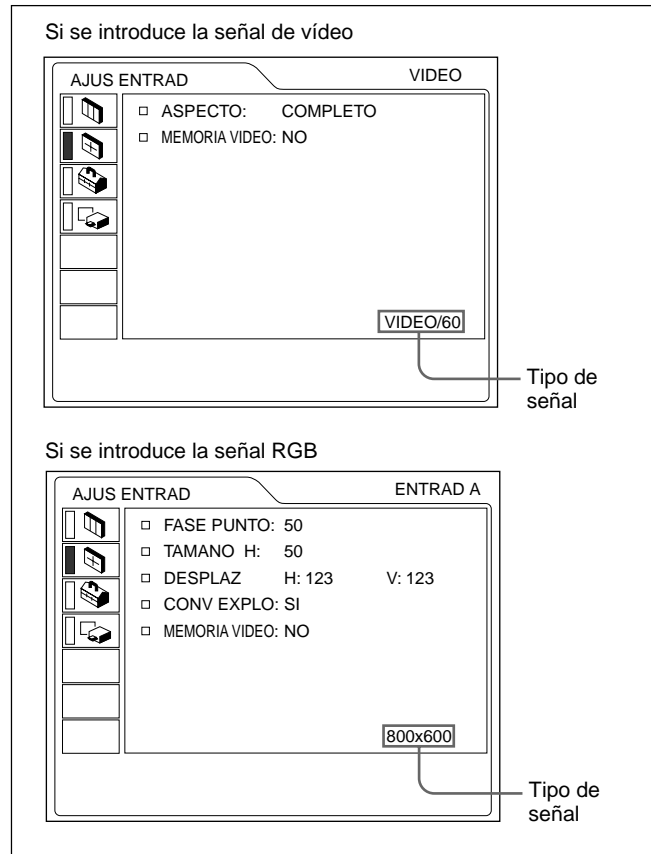 Si se introduce la señal de vídeo
AJUS ENTRAD
VIDEO
ASPECTO: COMPLETO
MEMORIA VIDEO: NO
VIDEO/60
Tipo de
señal
Si se introduce la señal RGB
AJUS ENTRAD
ENTRAD A
FASE PUNTO: 50
TAMANO H: 50
DESPLAZ H: 123 V: 123
CONV EXPLO: SI
MEMORIA VIDEO: NO
800x600
Tipo de
señal